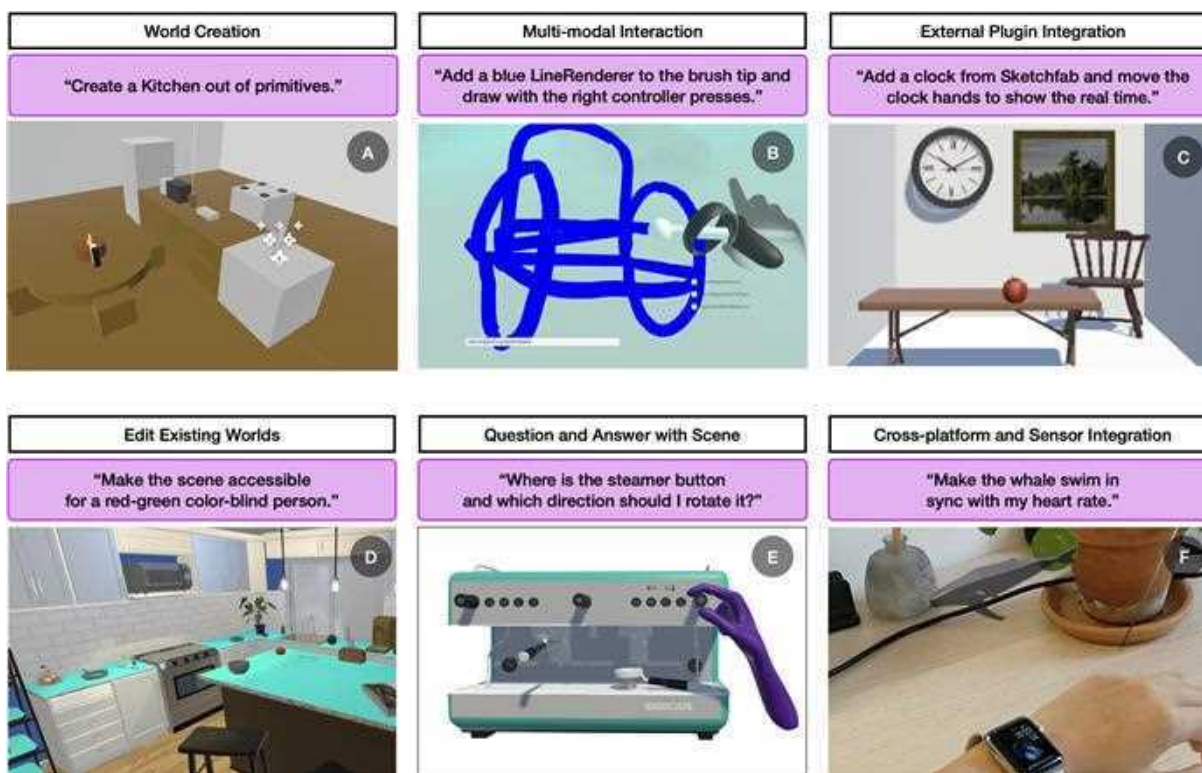 World Creation
Multi-modal Interaction
External Plugin Integration
“Create a Kitchen out of primitives.”
“Add a blue LineRenderer to the brush tip and
draw with the right controller presses.”
“Add a clock from Sketchfab and move the
clock hands to show the real time.”
A
B
C
Edit Existing Worlds
Question and Answer with Scene
Cross-platform and Sensor Integration
“Make the scene accessible
for a red-green color-blind person.”
“Where is the steamer button
and which direction should I rotate it?”
“Make the whale swim in
sync with my heart rate.”
D
E
F